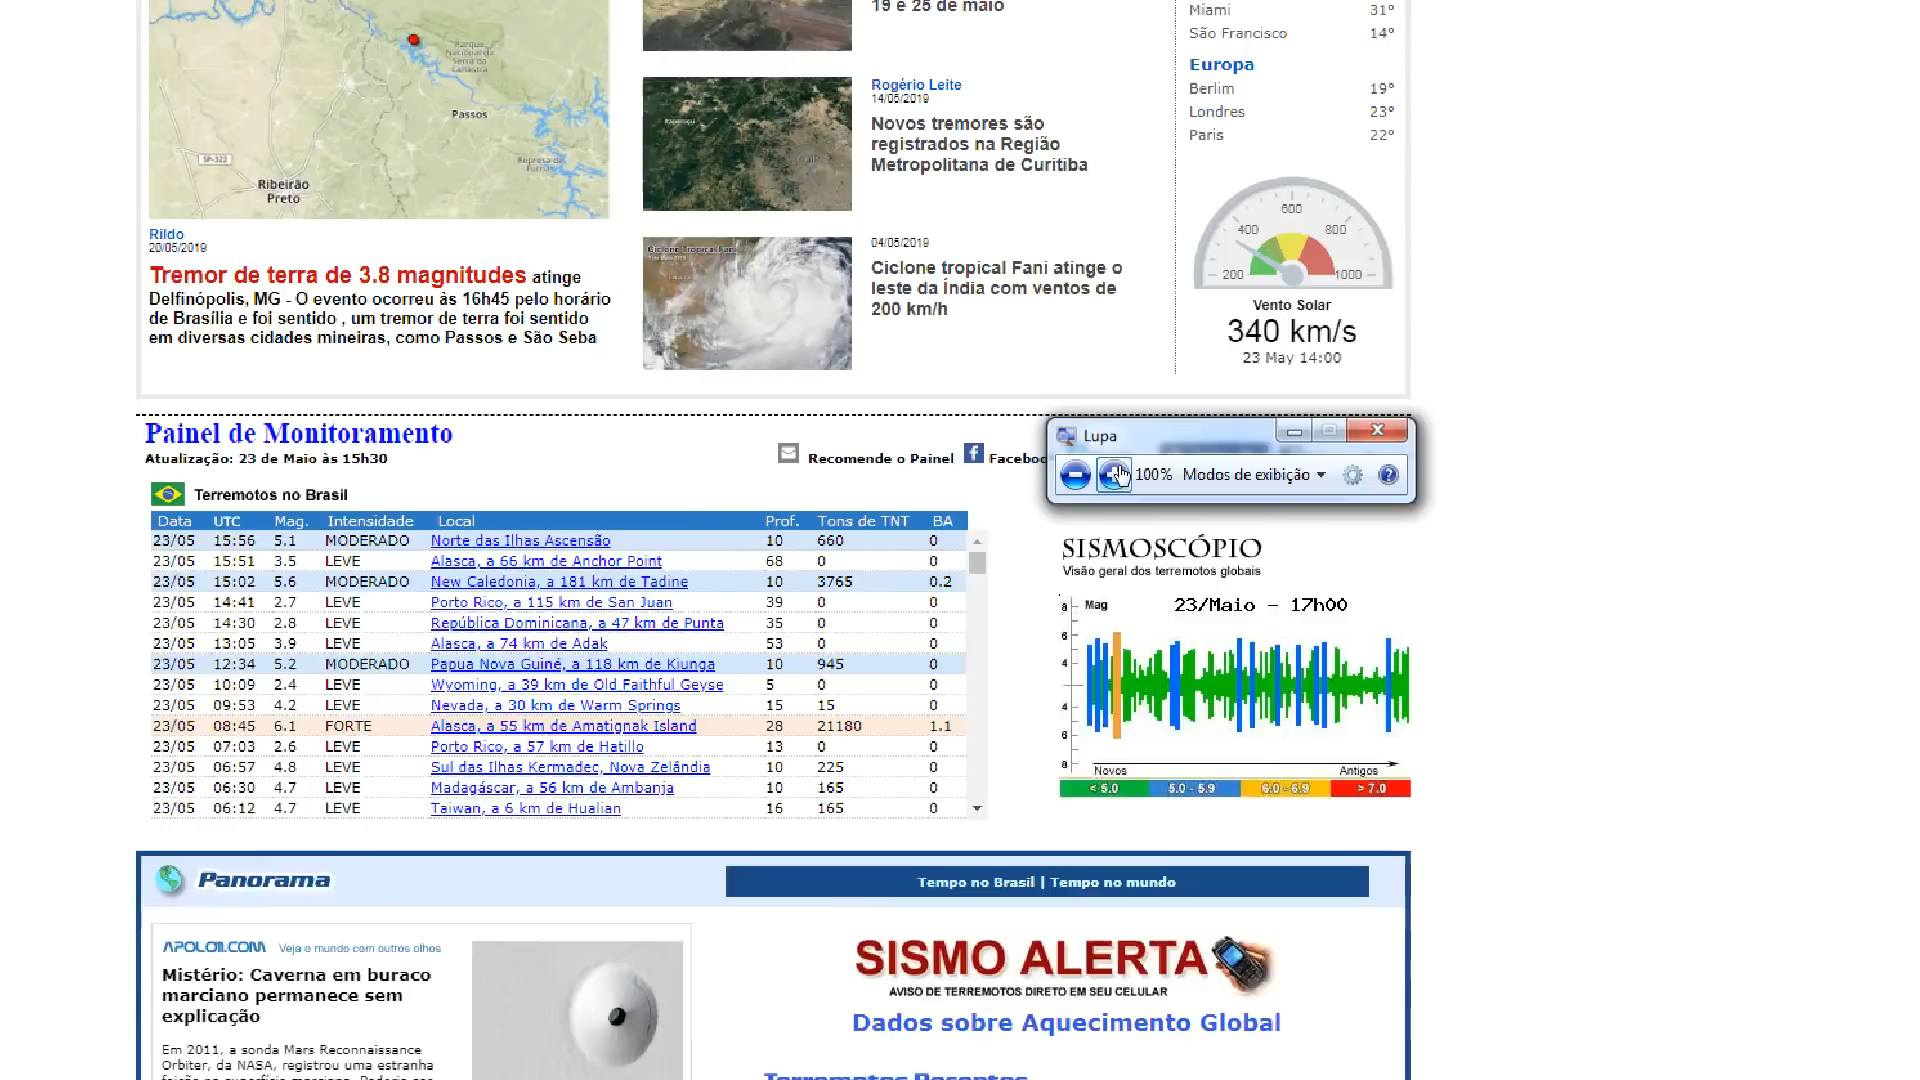 19 e 25 de maio
Parque
Nacional da
Serra da
Canastra
Passos
SP-322
Ribeirão
Preto
Rildo
20/05/2019
Tremor de terra de 3.8 magnitudes atinge
Delfinópolis, MG - O evento ocorreu às 16h45 pelo horário
de Brasília e foi sentido , um tremor de terra foi sentido
em diversas cidades mineiras, como Passos e São Seba
Rogério Leite
14/05/2019
Novos tremores são
registrados na Região
Metropolitana de Curitiba
Ciclone Tropical Fani
04/05/2019
Ciclone tropical Fani atinge o
leste da Índia com ventos de
200 km/h
Miami 31°
São Francisco 14°
Europa
Berlim 19°
Londres 23°
Paris 22°
200 400 600 800 1000
Vento Solar
340 km/s
23 May 14:00
Painel de Monitoramento
Atualização: 23 de Maio às 15h30
Recomende o Painel Faceboo
Lupa
100% Modos de exibição
Terremotos no Brasil
Data UTC Mag. Intensidade Local Prof. Tons de TNT BA
23/05 15:56 5.1 MODERADO Norte das Ilhas Ascensão 10 660 0
23/05 15:51 3.5 LEVE Alasca, a 66 km de Anchor Point 68 0 0
23/05 15:02 5.6 MODERADO New Caledonia, a 181 km de Tadine 10 3765 0.2
23/05 14:41 2.7 LEVE Porto Rico, a 115 km de San Juan 39 0 0
23/05 14:30 2.8 LEVE República Dominicana, a 47 km de Punta 35 0 0
23/05 13:05 3.9 LEVE Alasca, a 74 km de Adak 53 0 0
23/05 12:34 5.2 MODERADO Papua Nova Guiné, a 118 km de Kiunga 10 945 0
23/05 10:09 2.4 LEVE Wyoming, a 39 km de Old Faithful Geyse 5 0 0
23/05 09:53 4.2 LEVE Nevada, a 30 km de Warm Springs 15 15 0
23/05 08:45 6.1 FORTE Alasca, a 55 km de Amatignak Island 28 21180 1.1
23/05 07:03 2.6 LEVE Porto Rico, a 57 km de Hatillo 13 0 0
23/05 06:57 4.8 LEVE Sul das Ilhas Kermadec, Nova Zelândia 10 225 0
23/05 06:30 4.7 LEVE Madagáscar, a 56 km de Ambanja 10 165 0
23/05 06:12 4.7 LEVE Taiwan, a 6 km de Hualian 16 165 0
SISMOSCÓPIO
Visão geral dos terremotos globais
Mag 23/Maio - 17h00
8
6
4
4
6
8
Novos Antigos
< 5.0 5.0 - 5.9 6.0 - 6.9 > 7.0
Panorama
Tempo no Brasil | Tempo no mundo
APOLO11.COM Veja o mundo com outros olhos
Mistério: Caverna em buraco
marciano permanece sem
explicação
Em 2011, a sonda Mars Reconnaissance
Orbiter, da NASA, registrou uma estranha
SISMO ALERTA
AVISO DE TERREMOTOS DIRETO EM SEU CELULAR
Dados sobre Aquecimento Global
Terremotos Recentes